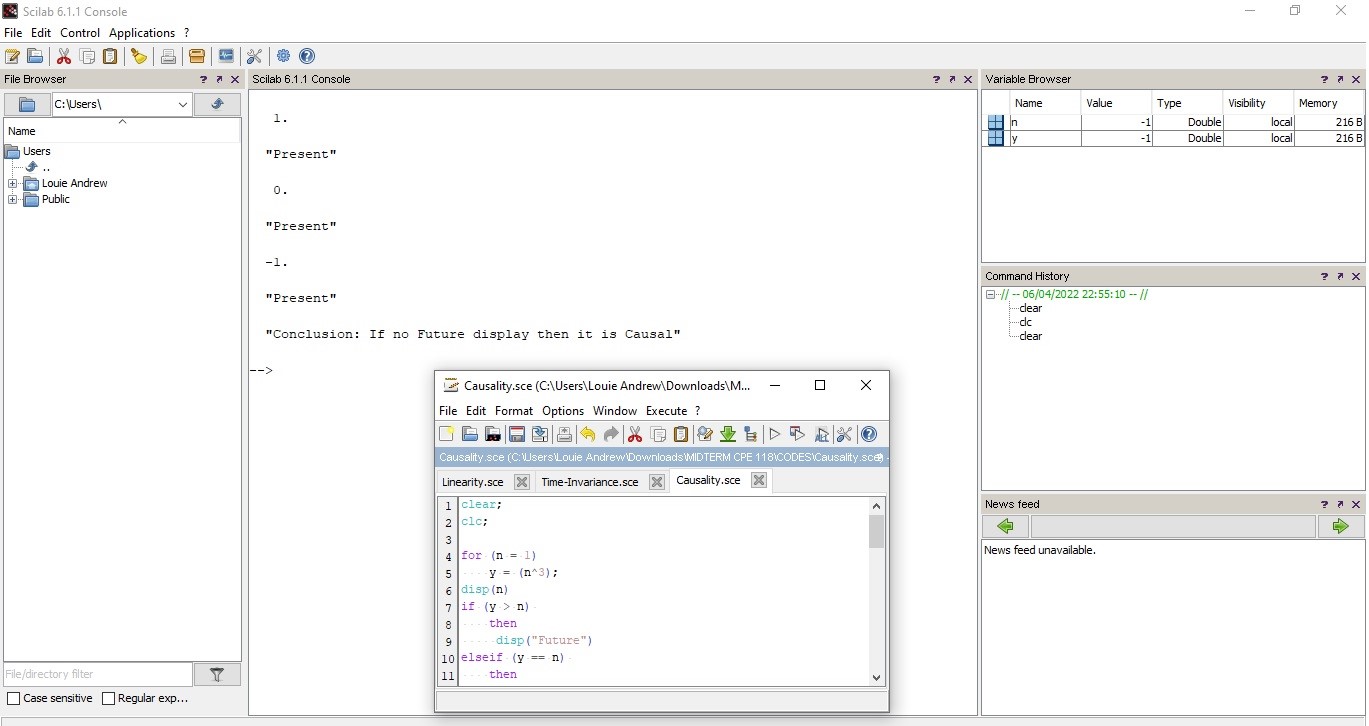 Scilab 6.1.1 Console
File Edit Control Applications ?
File Browser ? 
C:\Users\
Name
Users
..
Louie Andrew
Public
File/directory filter
Case sensitive Regular exp...
Scilab 6.1.1 Console ?
1.
"Present"
0.
"Present"
-1.
"Present"
"Conclusion: If no Future display then it is Causal"
-->
Causality.sce (C:\Users\Louie Andrew\Downloads\M...
File Edit Format Options Window Execute ?
Causality.sce (C:\Users\Louie Andrew\Downloads\MIDTERM CPE 118\CODES\Causality.sce) -
Linearity.sce Time-Invariance.sce Causality.sce
1 clear;
2 clc;
3
4 for (n = 1)
5 y = (n^3);
6 disp(n)
7 if (y > n)
8 then
9 disp("Future")
10 elseif (y == n)
11 then
Variable Browser ?
Name Value Type Visibility Memory
n -1 Double local 216 B
y -1 Double local 216 B
Command History ?
// -- 06/04/2022 22:55:10 -- //
clear
clc
clear
News feed ?
News feed unavailable.